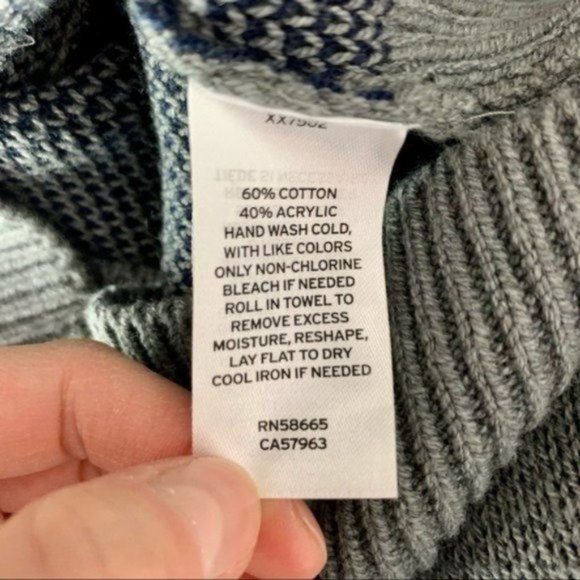 60% COTTON
40% ACRYLIC
HAND WASH COLD,
WITH LIKE COLORS
ONLY NON-CHLORINE
BLEACH IF NEEDED
ROLL IN TOWEL TO
REMOVE EXCESS
MOISTURE, RESHAPE,
LAY FLAT TO DRY
COOL IRON IF NEEDED
RN58665
CA57963